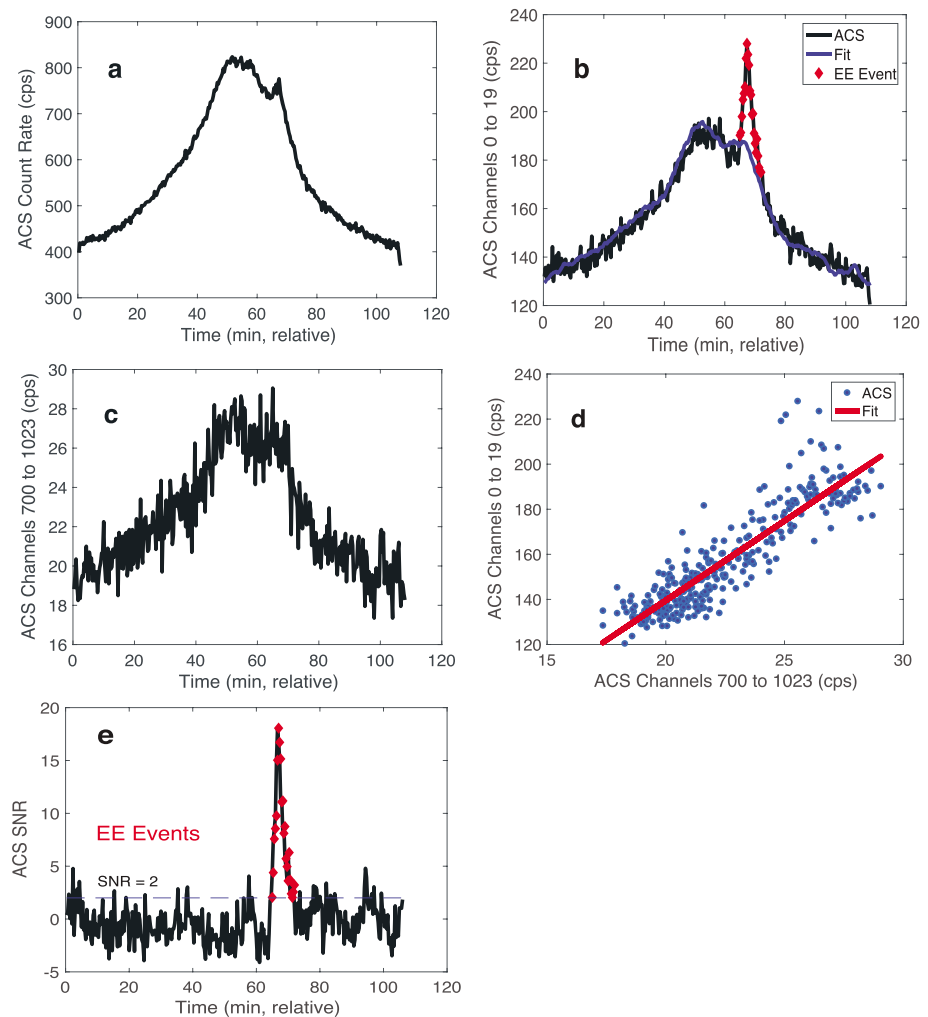 a
900
800
700
600
500
400
300
0 20 40 60 80 100 120
ACS Count Rate (cps)
Time (min, relative)
b
240
220
200
180
160
140
120
0 20 40 60 80 100 120
ACS Channels 0 to 19 (cps)
Time (min, relative)
ACS
Fit
EE Event
c
30
28
26
24
22
20
18
16
0 20 40 60 80 100 120
ACS Channels 700 to 1023 (cps)
Time (min, relative)
d
240
220
200
180
160
140
120
15 20 25 30
ACS Channels 0 to 19 (cps)
ACS Channels 700 to 1023 (cps)
ACS
Fit
e
20
15
10
5
0
-5
0 20 40 60 80 100 120
ACS SNR
Time (min, relative)
EE Events
SNR = 2